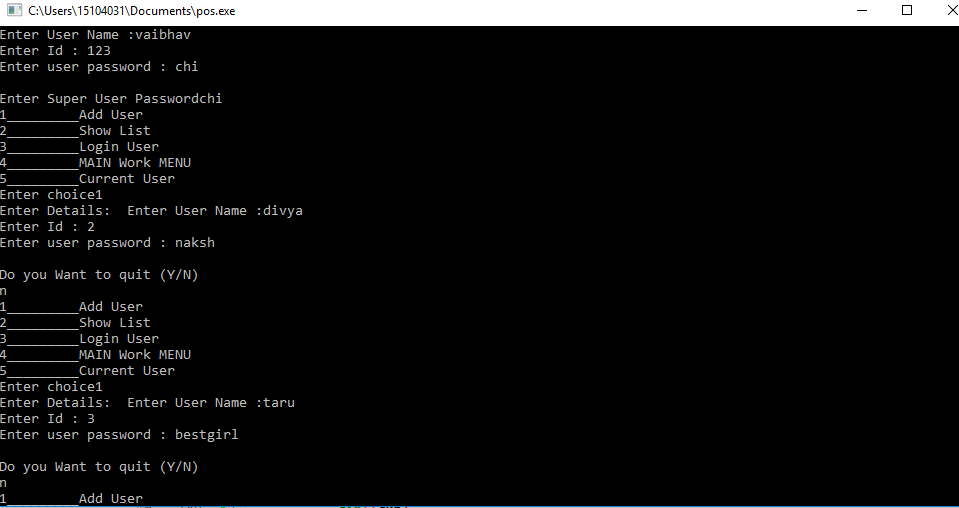 C:\Users\15104031\Documents\pos.exe
Enter User Name :vaibhav
Enter Id : 123
Enter user password : chi
Enter Super User Passwordchi
1_________Add User
2_________Show List
3_________Login User
4_________MAIN Work MENU
5_________Current User
Enter choice1
Enter Details:  Enter User Name :divya
Enter Id : 2
Enter user password : naksh
Do you Want to quit (Y/N)
n
1_________Add User
2_________Show List
3_________Login User
4_________MAIN Work MENU
5_________Current User
Enter choice1
Enter Details:  Enter User Name :taru
Enter Id : 3
Enter user password : bestgirl
Do you Want to quit (Y/N)
n
1_________Add User